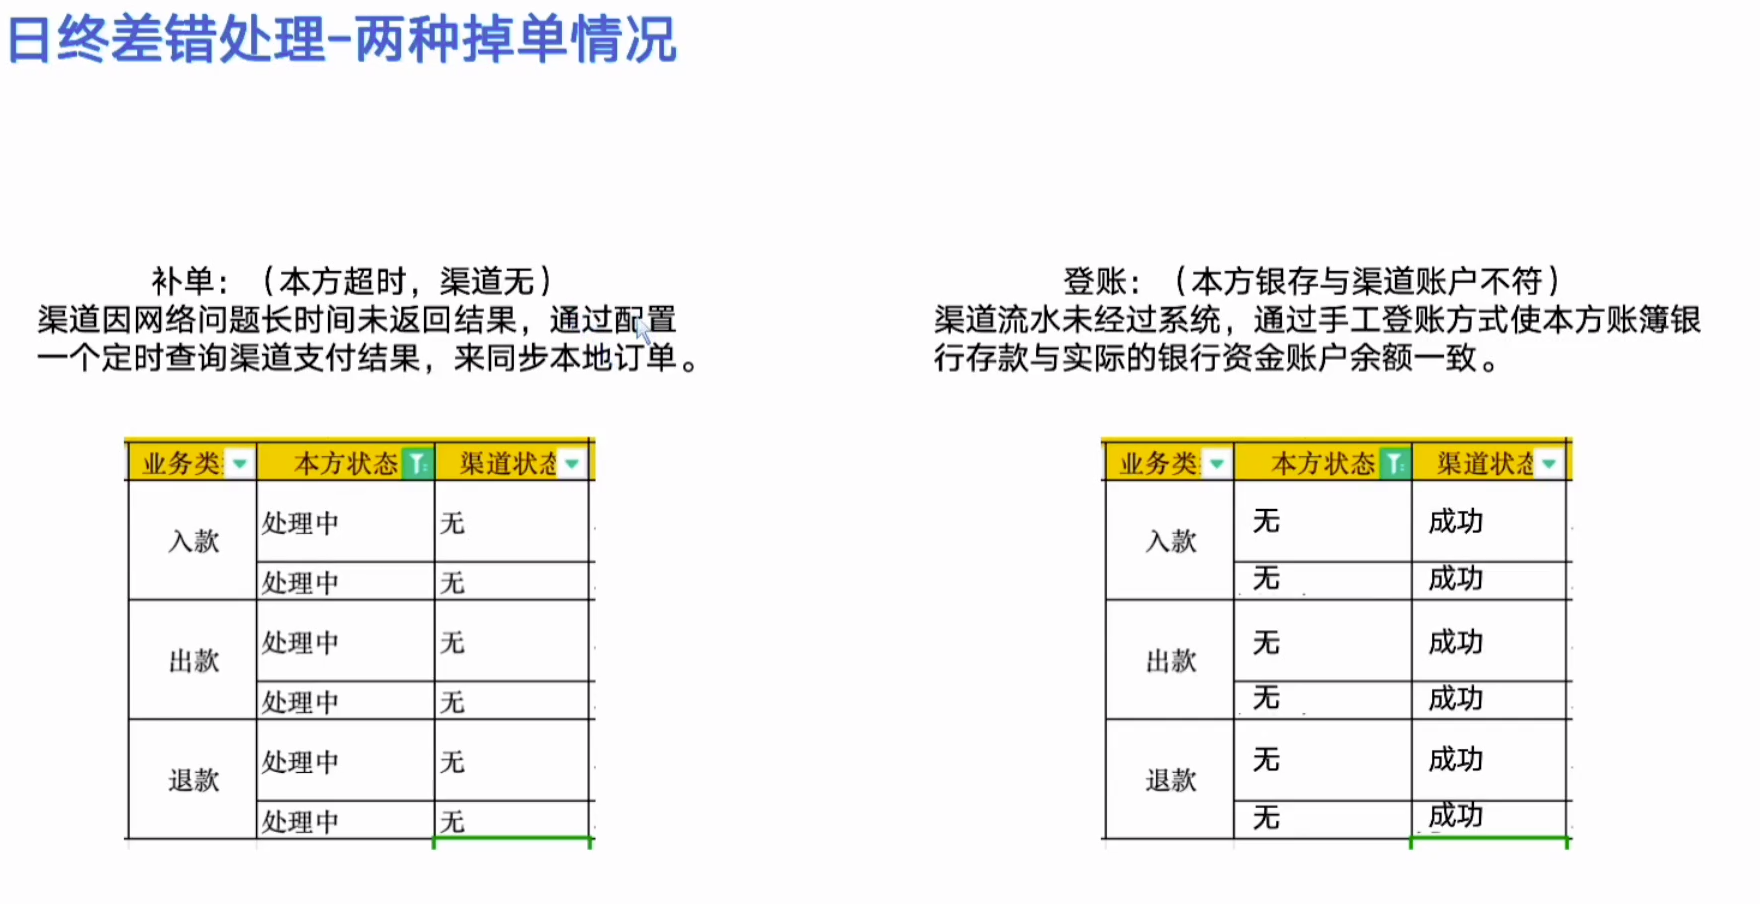 日终差错处理-两种掉单情况
补单：（本方超时，渠道无）
渠道因网络问题长时间未返回结果，通过配置
一个定时查询渠道支付结果，来同步本地订单。
业务类 本方状态 渠道状态
入款 处理中 无
处理中 无
出款 处理中 无
处理中 无
退款 处理中 无
处理中 无
登账：（本方银存与渠道账户不符）
渠道流水未经过系统，通过手工登账方式使本方账簿银
行存款与实际的银行资金账户余额一致。
业务类 本方状态 渠道状态
入款 无 成功
无 成功
出款 无 成功
无 成功
退款 无 成功
无 成功